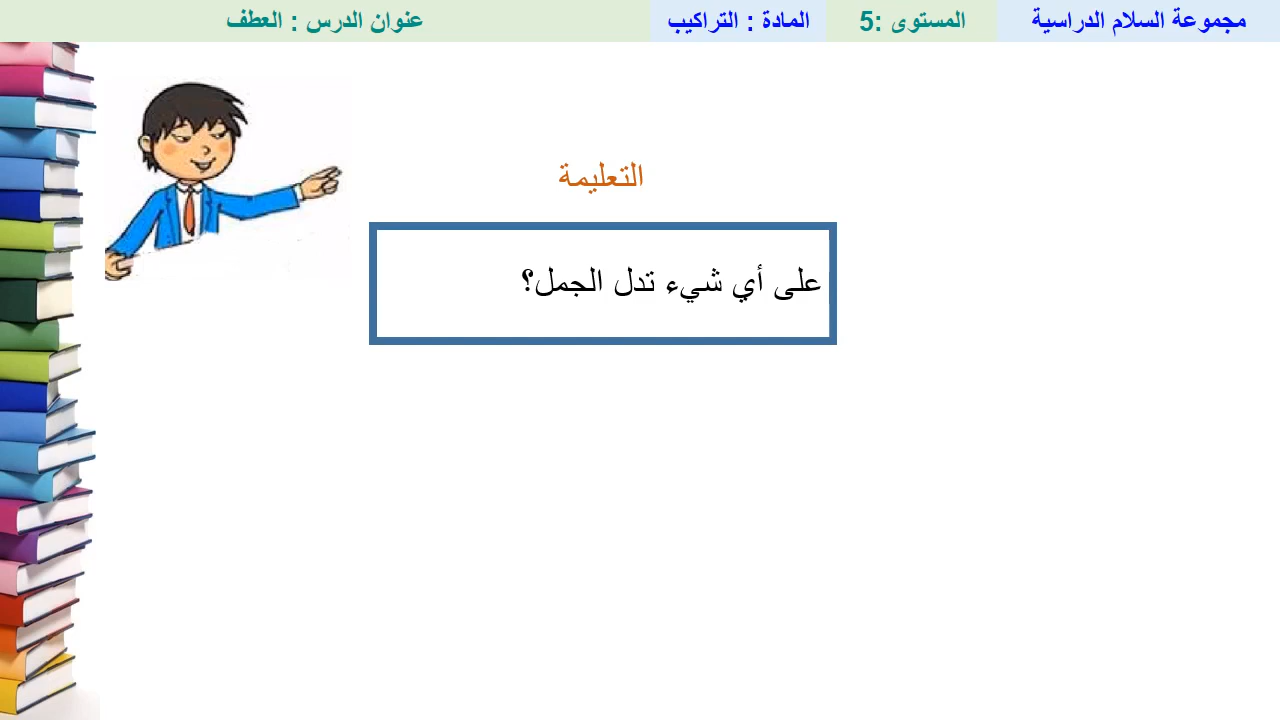 مجموعة السلام الدراسية
المستوى :5
المادة : التراكيب
عنوان الدرس : العطف
التعليمة
على أي شيء تدل الجمل؟